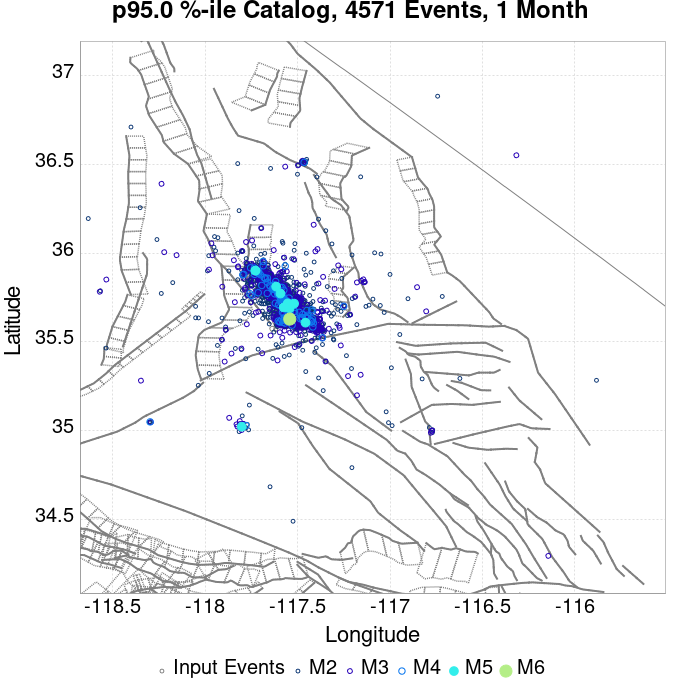 p95.0 %-ile Catalog, 4571 Events, 1 Month
37
36.5
36
35.5
35
34.5
Latitude
-118.5 -118 -117.5 -117 -116.5 -116
Longitude
Input Events M2 M3 M4 M5 M6